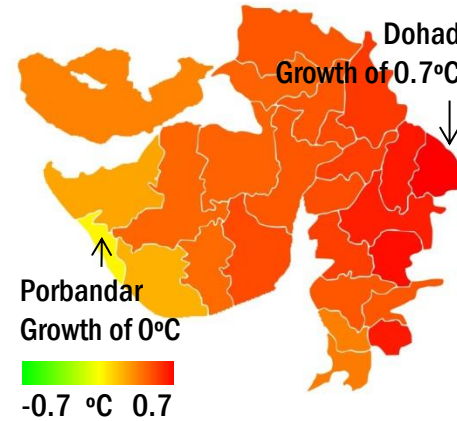 Dohad
Growth of 0.7ºC
Porbandar
Growth of 0ºC
-0.7 ºC 0.7